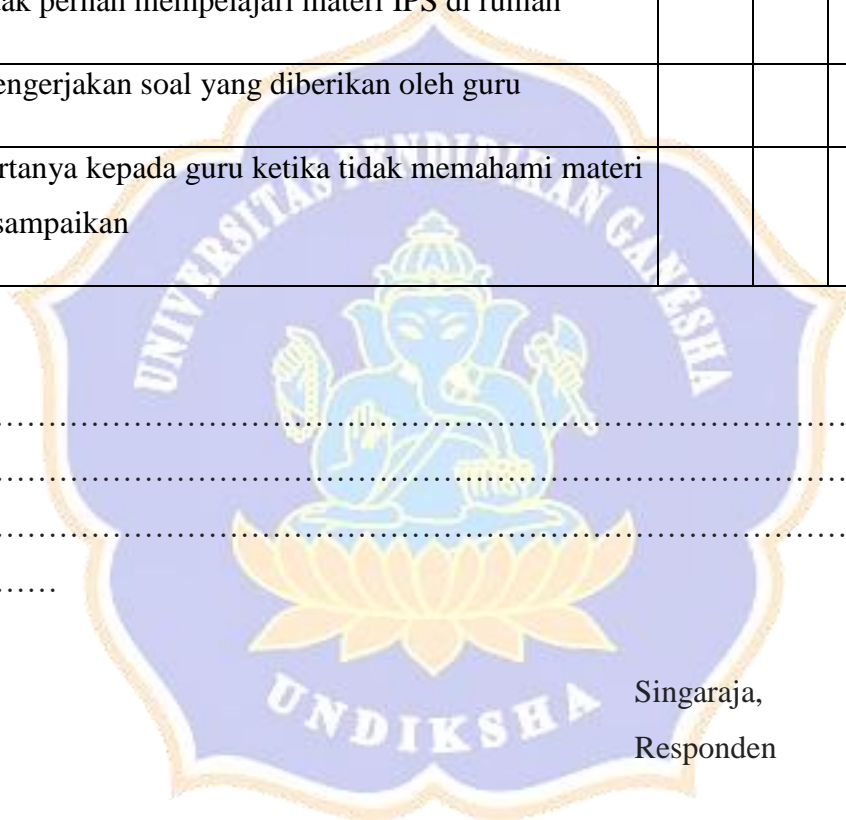 dak pernah mempelajari materi IPS di rumah
engerjakan soal yang diberikan oleh guru
rtanya kepada guru ketika tidak memahami materi
sampaikan
UNIVERSITAS PENDIDIKAN GANESHA
…………………………………………………………………………
…………………………………………………………………………
…………………………………………………………………………
……
UNDIKSHA
Singaraja,
Responden